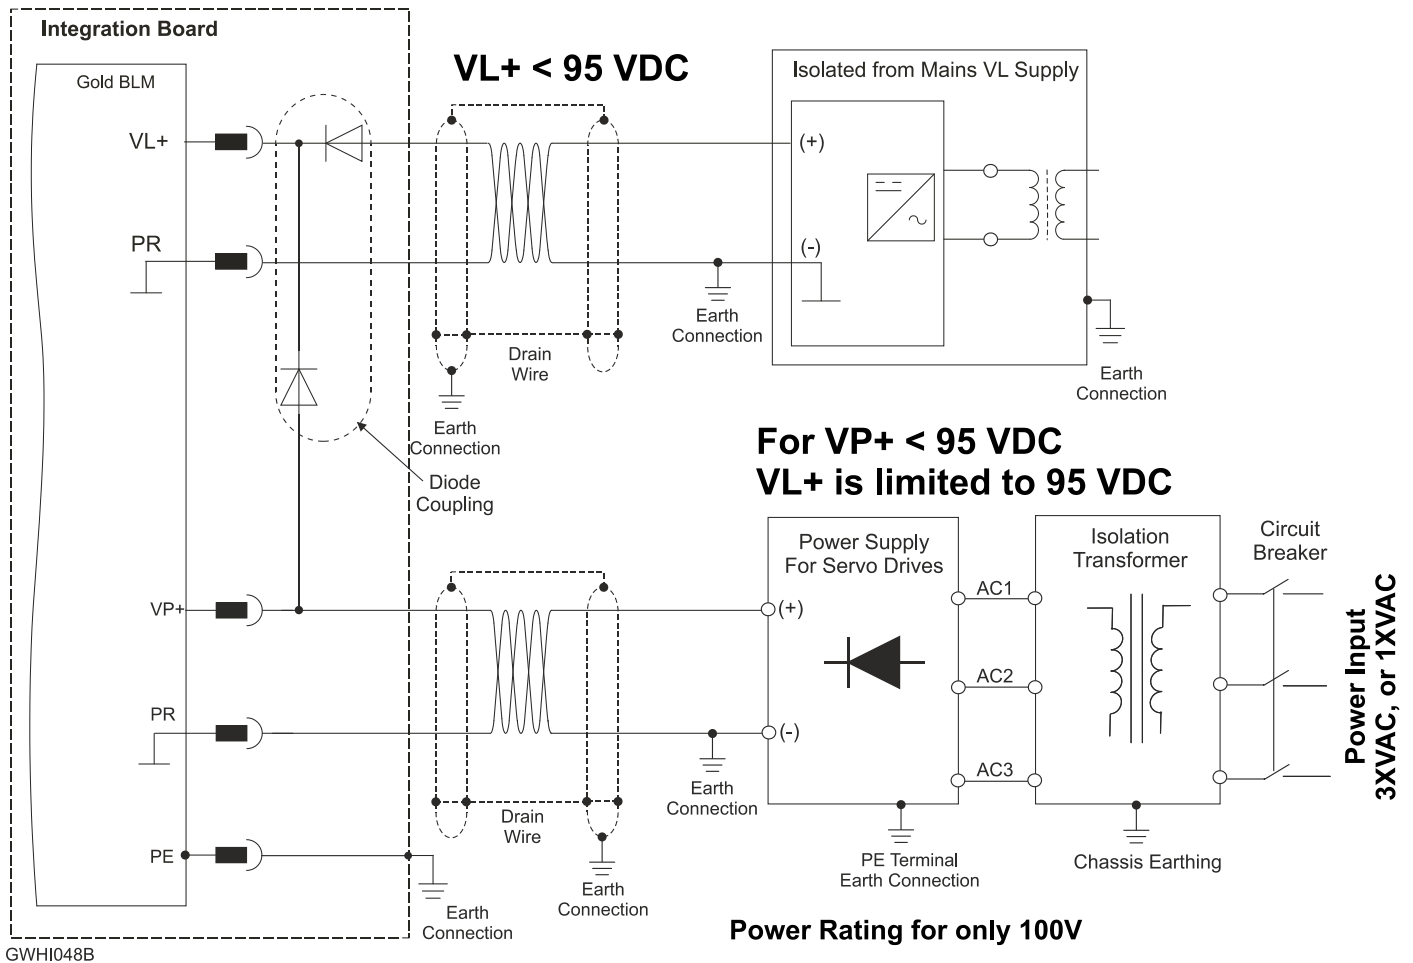 Integration Board
Gold BLM
VL+ < 95 VDC
Isolated from Mains VL Supply
VL+
(+)
PR
(-)
Earth
Connection
Drain
Wire
Earth
Connection
Earth
Connection
Diode
Coupling
For VP+ < 95 VDC
VL+ is limited to 95 VDC
Power Supply
For Servo Drives
Isolation
Transformer
Circuit
Breaker
AC1
VP+
(+)
AC2
PR
(-)
AC3
Power Input
3XVAC, or 1XVAC
Earth
Connection
Drain
Wire
PE
PE Terminal
Earth Connection
Chassis Earthing
Earth
Connection
Earth
Connection
Power Rating for only 100V
GWHI048B